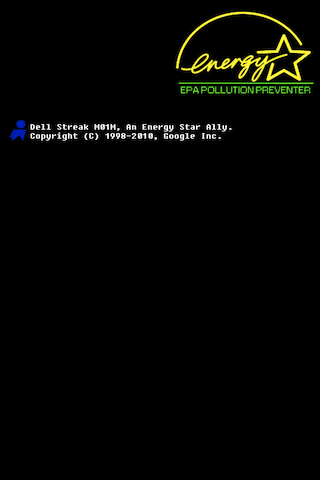 energy
EPA POLLUTION PREVENTER
Dell Streak M01M, An Energy Star Ally.
Copyright (C) 1998-2010, Google Inc.